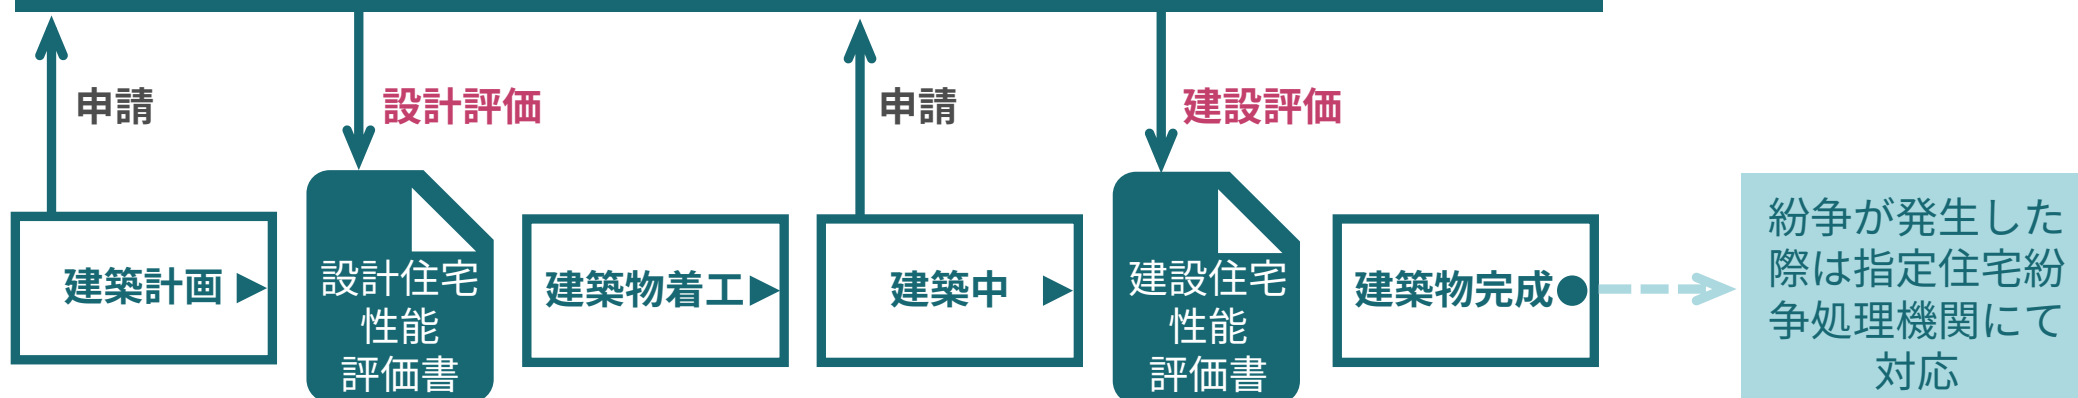 申請
設計評価
申請
建設評価
建築計画
設計住宅
性能
評価書
建築物着工
建築中
建設住宅
性能
評価書
建築物完成
紛争が発生した
際は指定住宅紛
争処理機関にて
対応